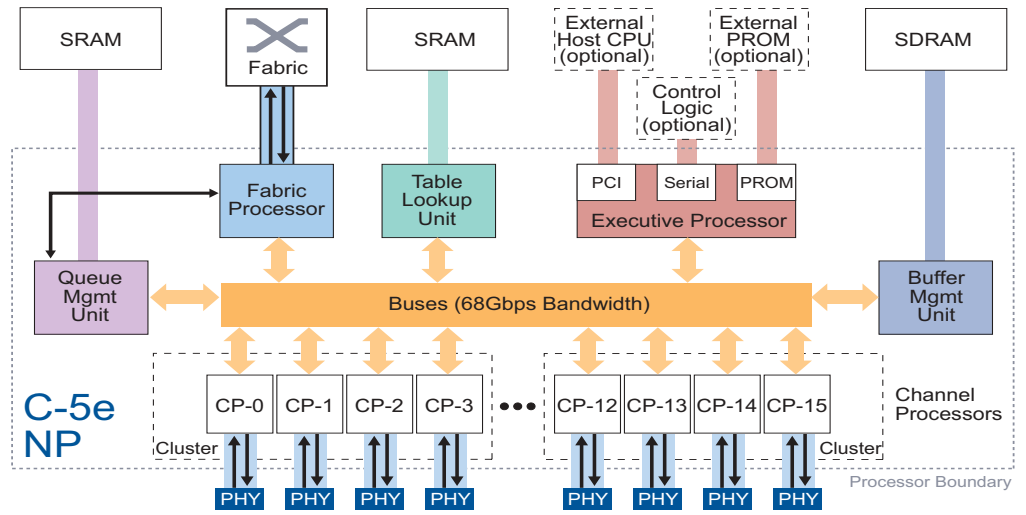 SRAM
Fabric
SRAM
External
Host CPU
(optional)
External
PROM
(optional)
SDRAM
Control
Logic
(optional)
Fabric
Processor
Table
Lookup
Unit
PCI
Serial
PROM
Executive Processor
Queue
Mgmt
Unit
Buses (68Gbps Bandwidth)
Buffer
Mgmt
Unit
C-5e
NP
CP-0
CP-1
CP-2
CP-3
CP-12
CP-13
CP-14
CP-15
Channel
Processors
Cluster
Cluster
Processor Boundary
PHY
PHY
PHY
PHY
PHY
PHY
PHY
PHY